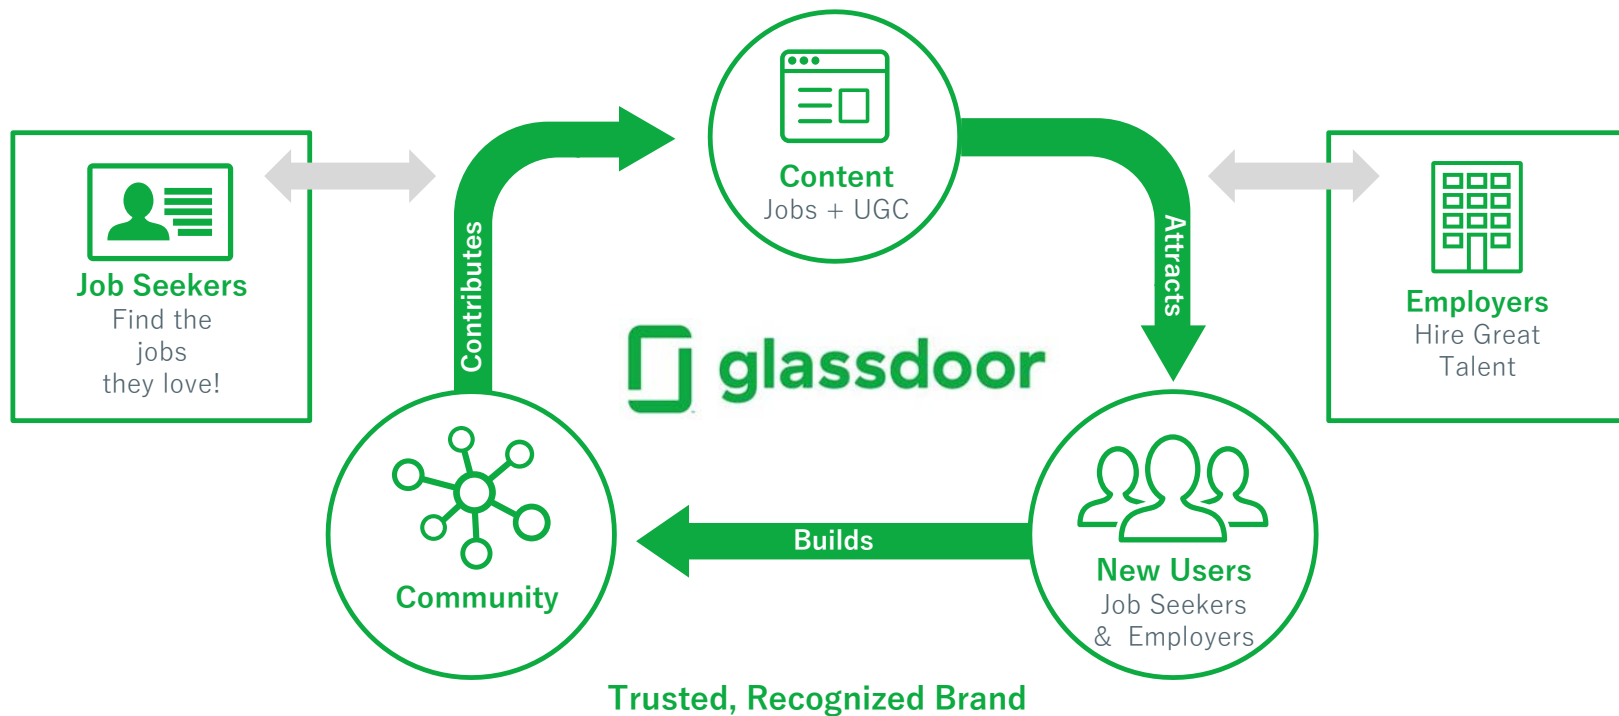 Content
Jobs + UGC
Contributes
Attracts
Job Seekers
Find the
jobs
they love!
Employers
Hire Great
Talent
glassdoor
Builds
Community
New Users
Job Seekers
& Employers
Trusted, Recognized Brand